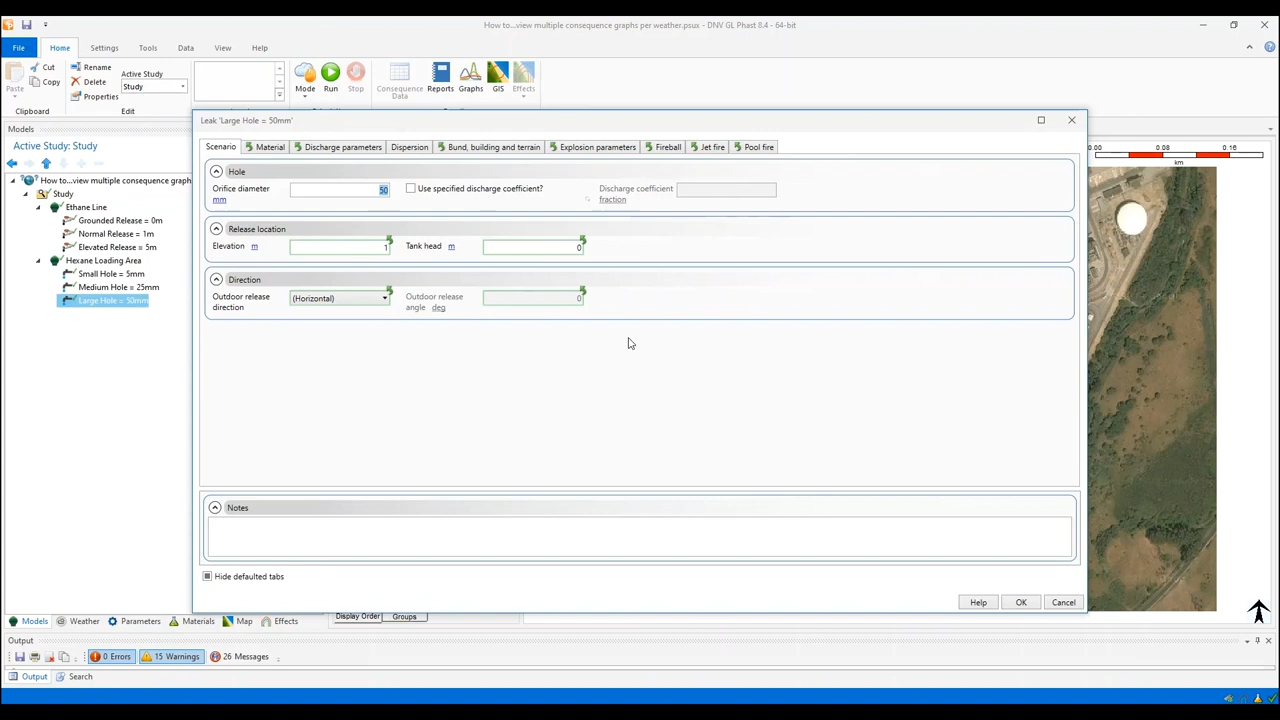 How to...view multiple consequence graphs per weather.psux - DNV GL Phast 8.4 - 64-bit
File Home Settings Tools Data View Help
Paste
Cut
Copy
Clipboard
Rename
Delete
Properties
Edit
Active Study
Study
Mode
Run
Stop
Consequence Data
Reports
Graphs
GIS
Effects
Models
Active Study: Study
How to...view multiple consequence graph
Study
Ethane Line
Grounded Release = 0m
Normal Release = 1m
Elevated Release = 5m
Hexane Loading Area
Small Hole = 5mm
Medium Hole = 25mm
Large Hole = 50mm
Leak 'Large Hole = 50mm'
Scenario Material Discharge parameters Dispersion Bund, building and terrain Explosion parameters Fireball Jet fire Pool fire
Hole
Orifice diameter
mm
50
Use specified discharge coefficient?
Discharge coefficient
fraction
Release location
Elevation m 1 Tank head m 0
Direction
Outdoor release direction
(Horizontal)
Outdoor release angle deg
0
Notes
Hide defaulted tabs
Help OK Cancel
0.00 0.08 0.16
km
Display Order Groups
Models Weather Parameters Materials Map Effects
Output
0 Errors 15 Warnings 26 Messages
Output Search